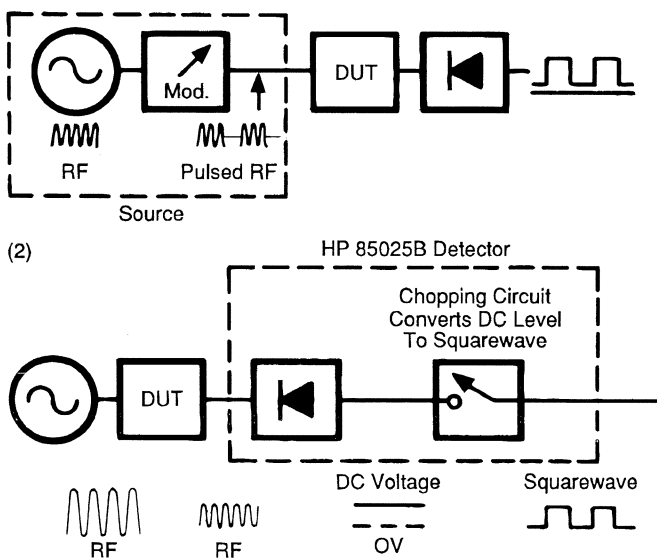 Mod.
DUT
RF
Pulsed RF
Source
(2)
HP 85025B Detector
Chopping Circuit
Converts DC Level
To Squarewave
DUT
DC Voltage
Squarewave
RF
RF
OV